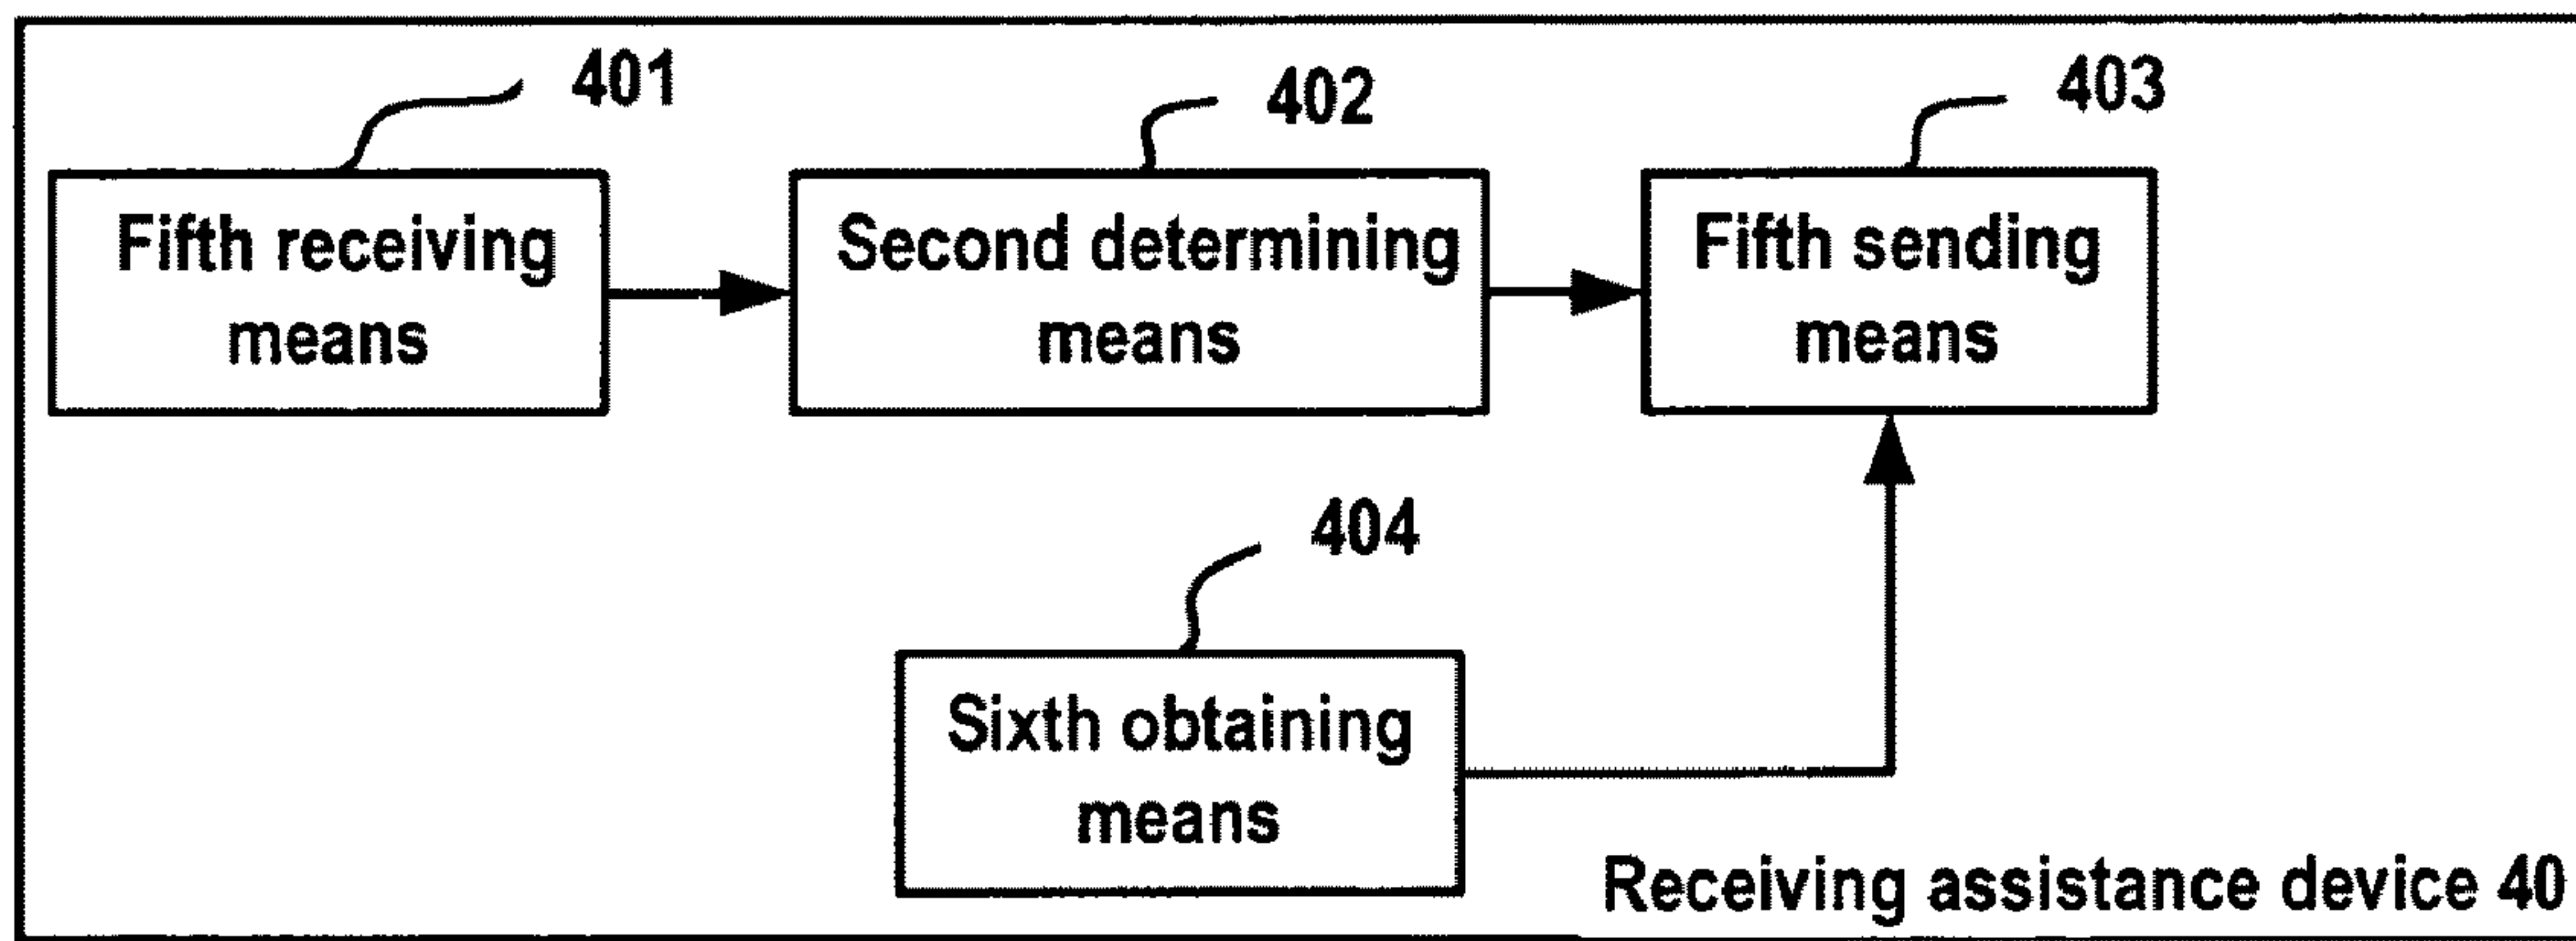 401
402
403
Fifth receiving
means
Second determining
means
Fifth sending
means
404
Sixth obtaining
means
Receiving assistance device 40